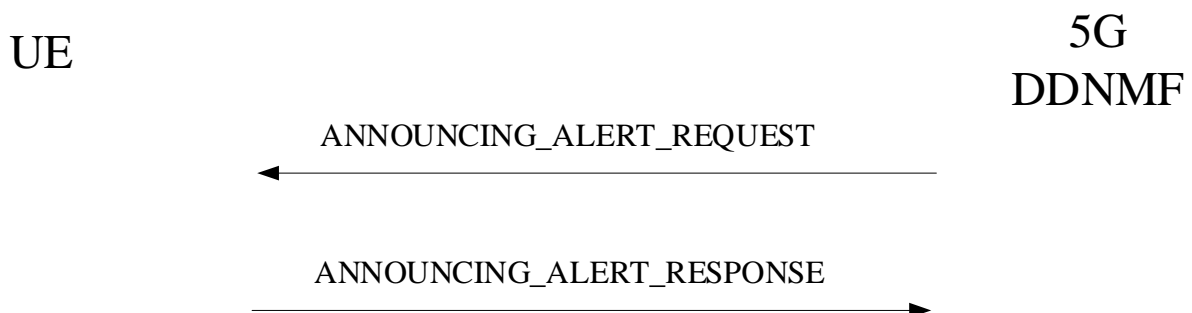 UE
5G
DDNMF
ANNOUNCING_ALERT_REQUEST
ANNOUNCING_ALERT_RESPONSE